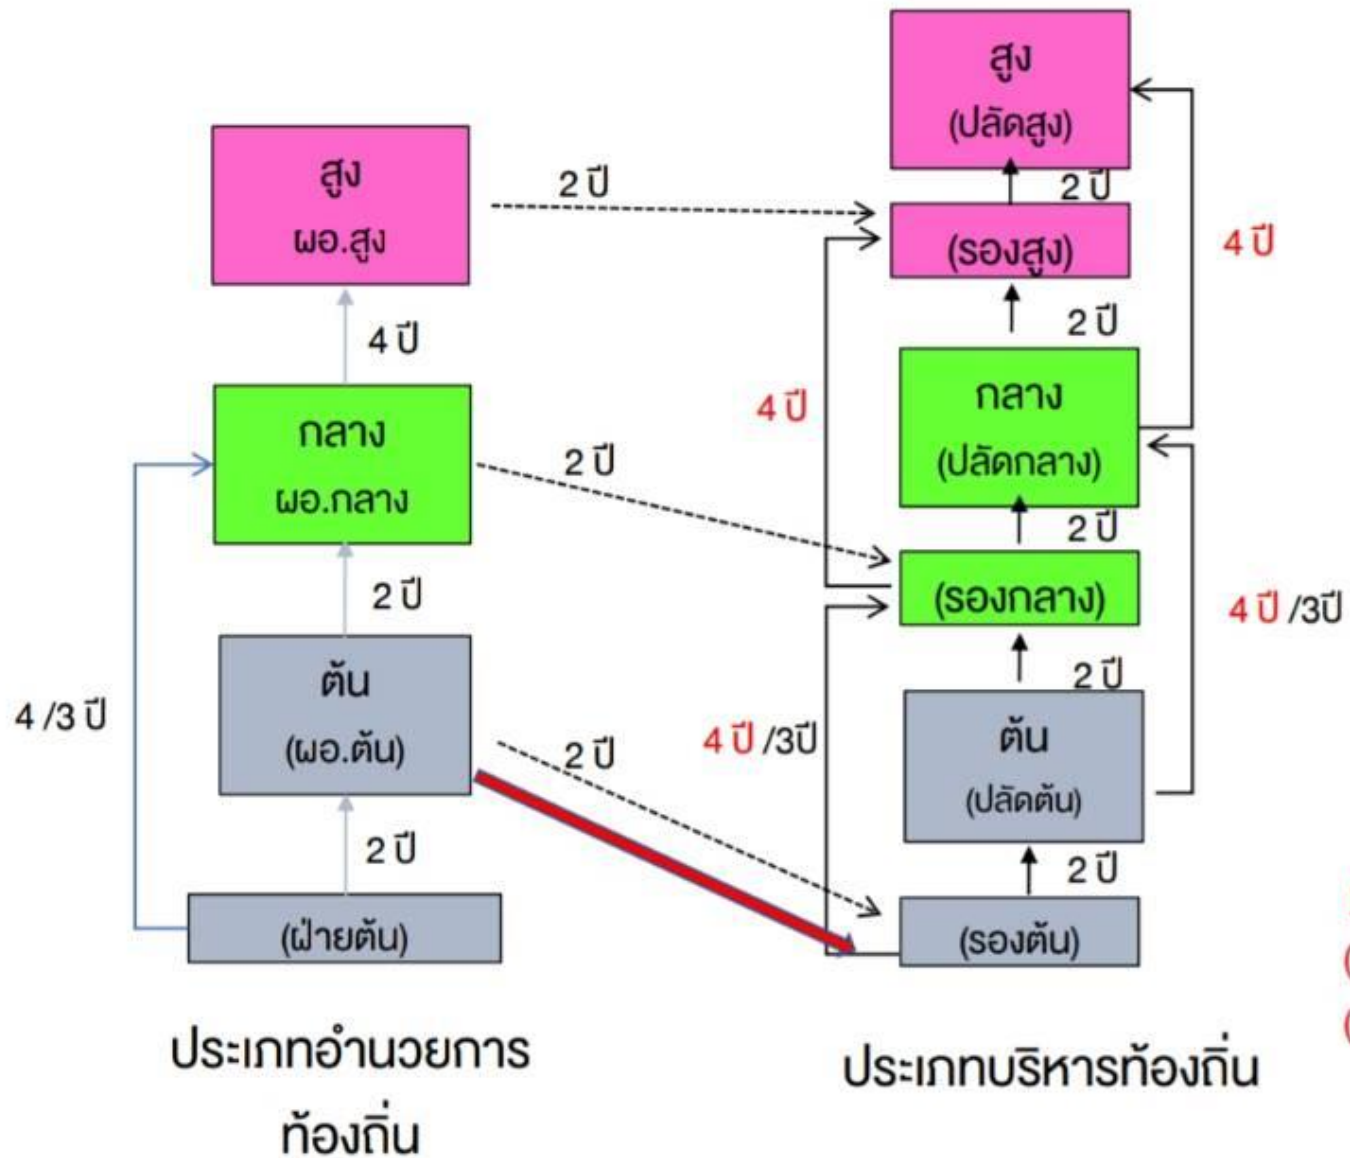 สูง
(ปลัดสูง)
สูง
ผอ.สูง
2 ปี
2 ปี
(รองสูง)
4 ปี
2 ปี
4 ปี
กลาง
(ปลัดกลาง)
4 ปี
กลาง
ผอ.กลาง
2 ปี
2 ปี
(รองกลาง)
2 ปี
4 ปี /3ปี
2 ปี
ต้น
(ผอ.ต้น)
4 /3 ปี
2 ปี
4 ปี /3ปี
ต้น
(ปลัดต้น)
2 ปี
2 ปี
(ฝ่ายต้น)
(รองต้น)
ประเภทอำนวยการ
ท้องถิ่น
ประเภทบริหารท้องถิ่น